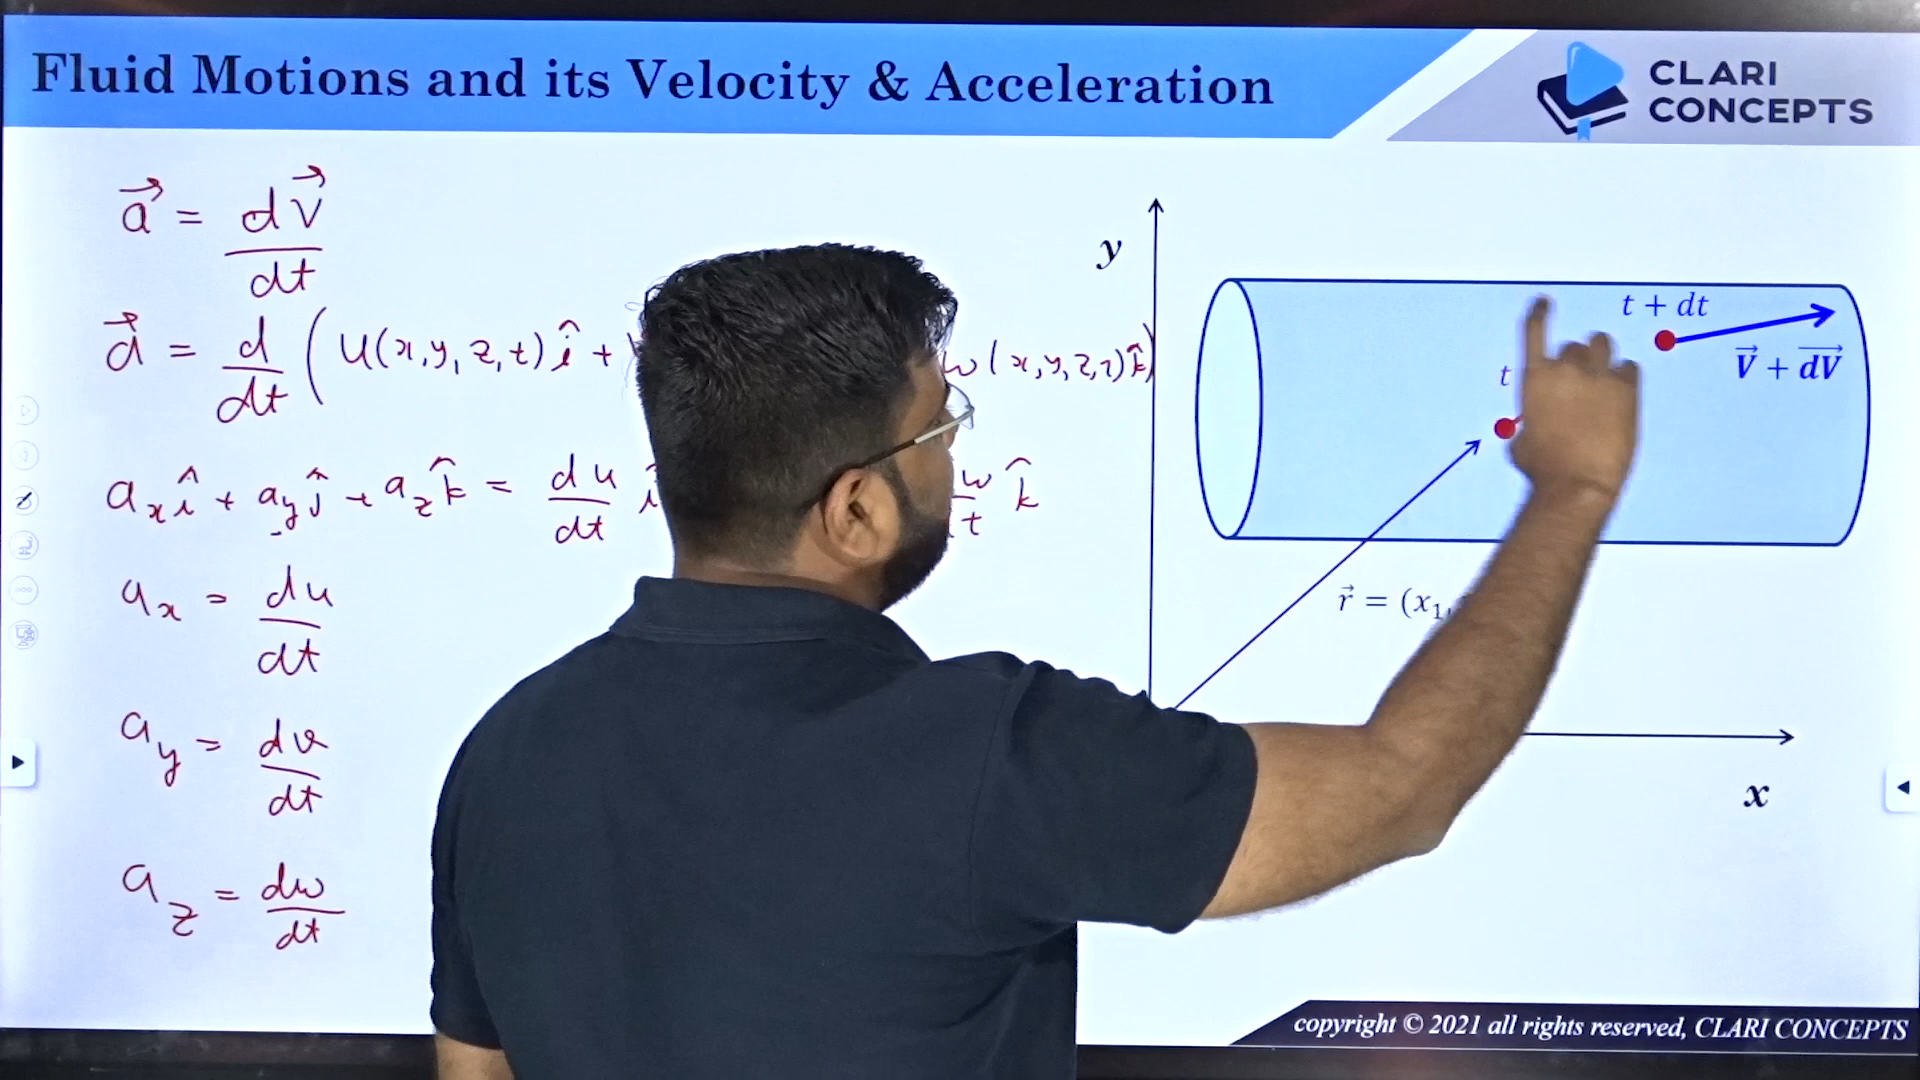 Fluid Motions and its Velocity & Acceleration
CLARI
CONCEPTS
a⃗ = dV⃗/dt
a⃗ = d/dt ( u(x,y,z,t) î + w(x,y,z,t) k̂)
aₓ î + a_y ĵ + a_z k̂ = du/dt î w/t k̂
aₓ = du/dt
a_y = dv/dt
a_z = dw/dt
y
t + dt
V⃗ + dV⃗
t
r⃗ = (x₁,
x
copyright © 2021 all rights reserved, CLARI CONCEPTS